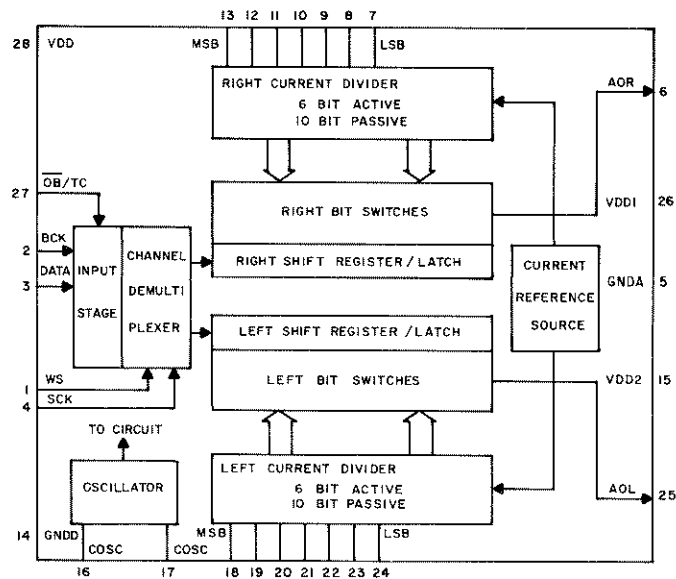 13 12 11 10 9 8 7
28 VDD MSB LSB
RIGHT CURRENT DIVIDER
6 BIT ACTIVE
10 BIT PASSIVE
AOR 6
27 OB/TC
RIGHT BIT SWITCHES
VDD1 26
2 BCK
3 DATA
INPUT
STAGE
CHANNEL
DEMULTI
PLEXER
RIGHT SHIFT REGISTER/LATCH
CURRENT
REFERENCE
SOURCE
GNDA 5
LEFT SHIFT REGISTER/LATCH
LEFT BIT SWITCHES
VDD2 15
1 WS
4 SCK
TO CIRCUIT
OSCILLATOR
LEFT CURRENT DIVIDER
6 BIT ACTIVE
10 BIT PASSIVE
AOL 25
14 GNDD COSC COSC MSB LSB
16 17 18 19 20 21 22 23 24